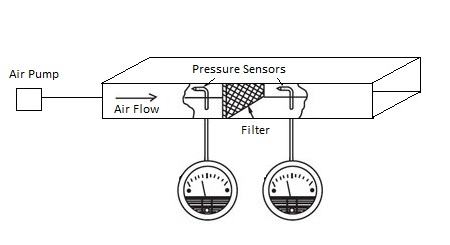 Pressure Sensors
Air Pump
Air Flow
Filter